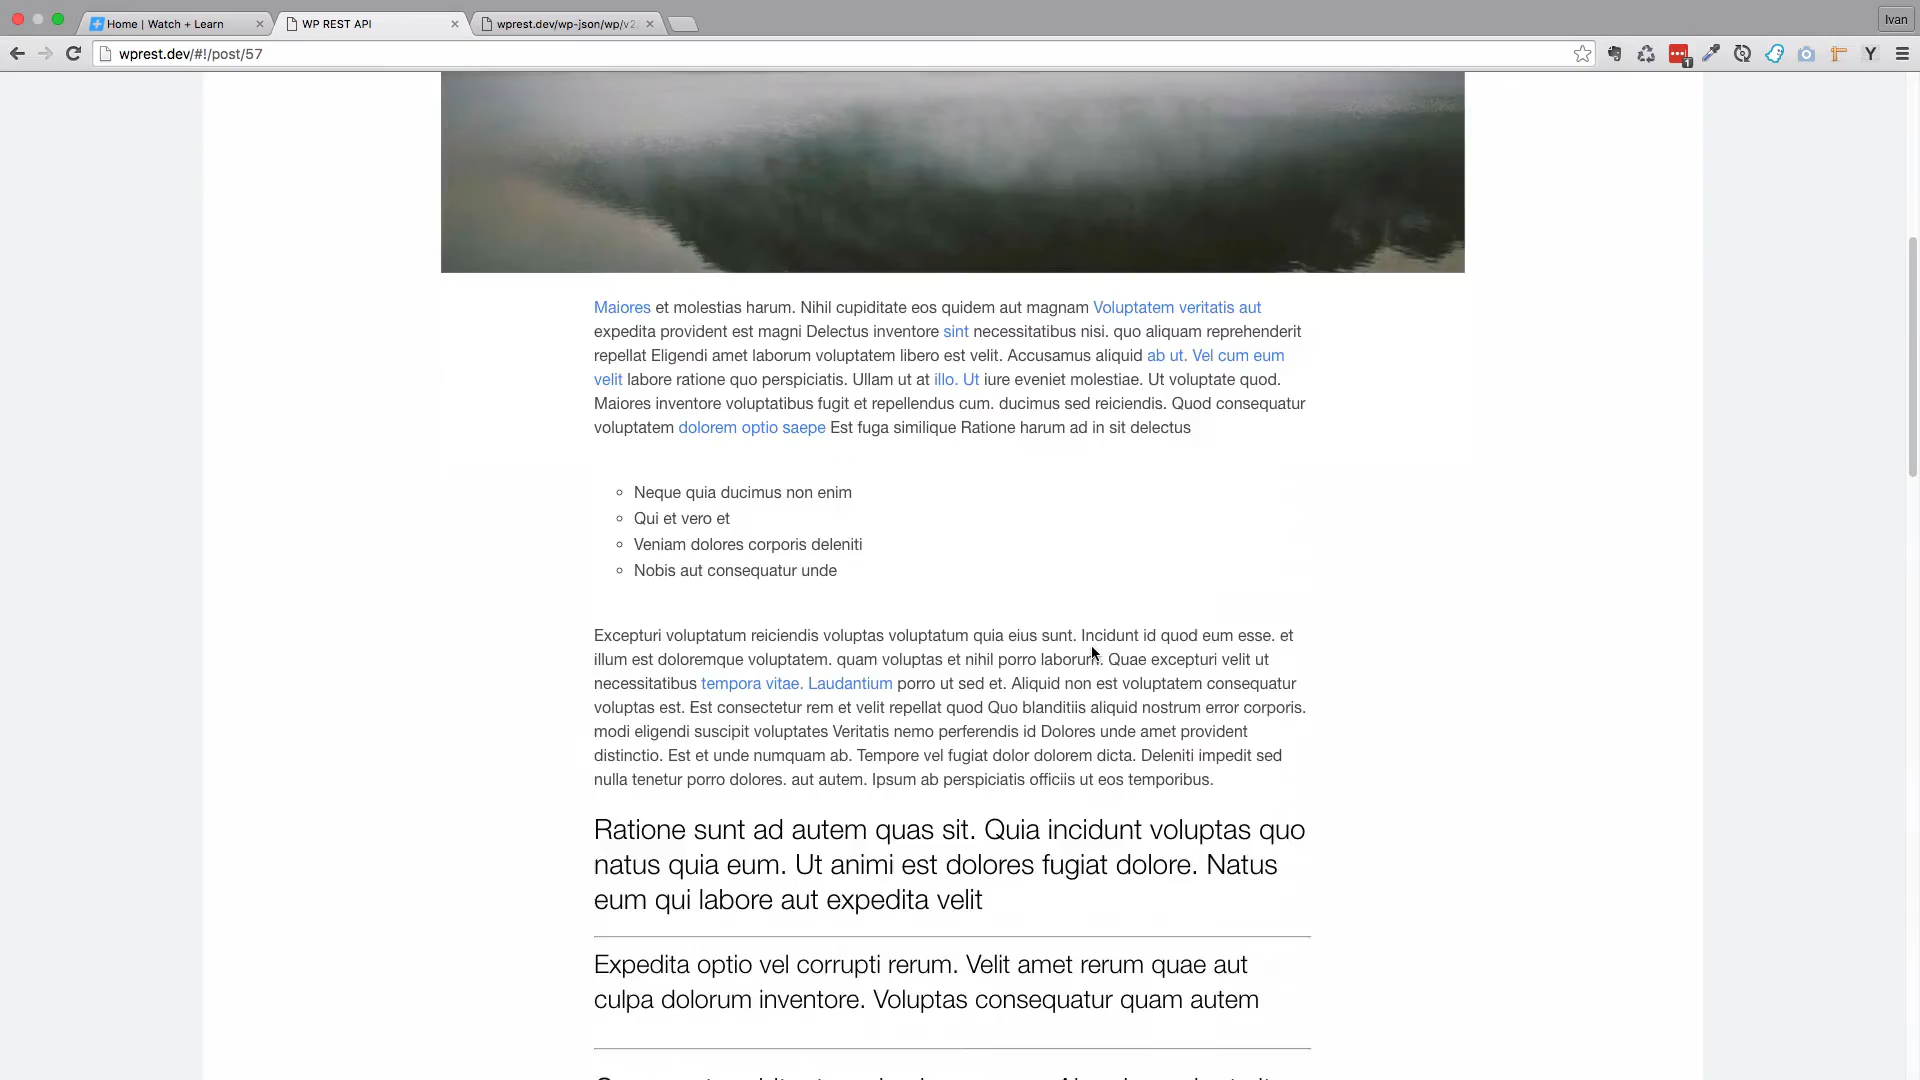 Home | Watch + Learn
WP REST API
wprest.dev/wp-json/wp/v2
Ivan
wprest.dev/#!/post/57
1
Maiores et molestias harum. Nihil cupiditate eos quidem aut magnam Voluptatem veritatis aut
expedita provident est magni Delectus inventore sint necessitatibus nisi. quo aliquam reprehenderit
repellat Eligendi amet laborum voluptatem libero est velit. Accusamus aliquid ab ut. Vel cum eum
velit labore ratione quo perspiciatis. Ullam ut at illo. Ut iure eveniet molestiae. Ut voluptate quod.
Maiores inventore voluptatibus fugit et repellendus cum. ducimus sed reiciendis. Quod consequatur
voluptatem dolorem optio saepe Est fuga similique Ratione harum ad in sit delectus
Neque quia ducimus non enim
Qui et vero et
Veniam dolores corporis deleniti
Nobis aut consequatur unde
Excepturi voluptatum reiciendis voluptas voluptatum quia eius sunt. Incidunt id quod eum esse. et
illum est doloremque voluptatem. quam voluptas et nihil porro laborum. Quae excepturi velit ut
necessitatibus tempora vitae. Laudantium porro ut sed et. Aliquid non est voluptatem consequatur
voluptas est. Est consectetur rem et velit repellat quod Quo blanditiis aliquid nostrum error corporis.
modi eligendi suscipit voluptates Veritatis nemo perferendis id Dolores unde amet provident
distinctio. Est et unde numquam ab. Tempore vel fugiat dolor dolorem dicta. Deleniti impedit sed
nulla tenetur porro dolores. aut autem. Ipsum ab perspiciatis officiis ut eos temporibus.
Ratione sunt ad autem quas sit. Quia incidunt voluptas quo
natus quia eum. Ut animi est dolores fugiat dolore. Natus
eum qui labore aut expedita velit
Expedita optio vel corrupti rerum. Velit amet rerum quae aut
culpa dolorum inventore. Voluptas consequatur quam autem